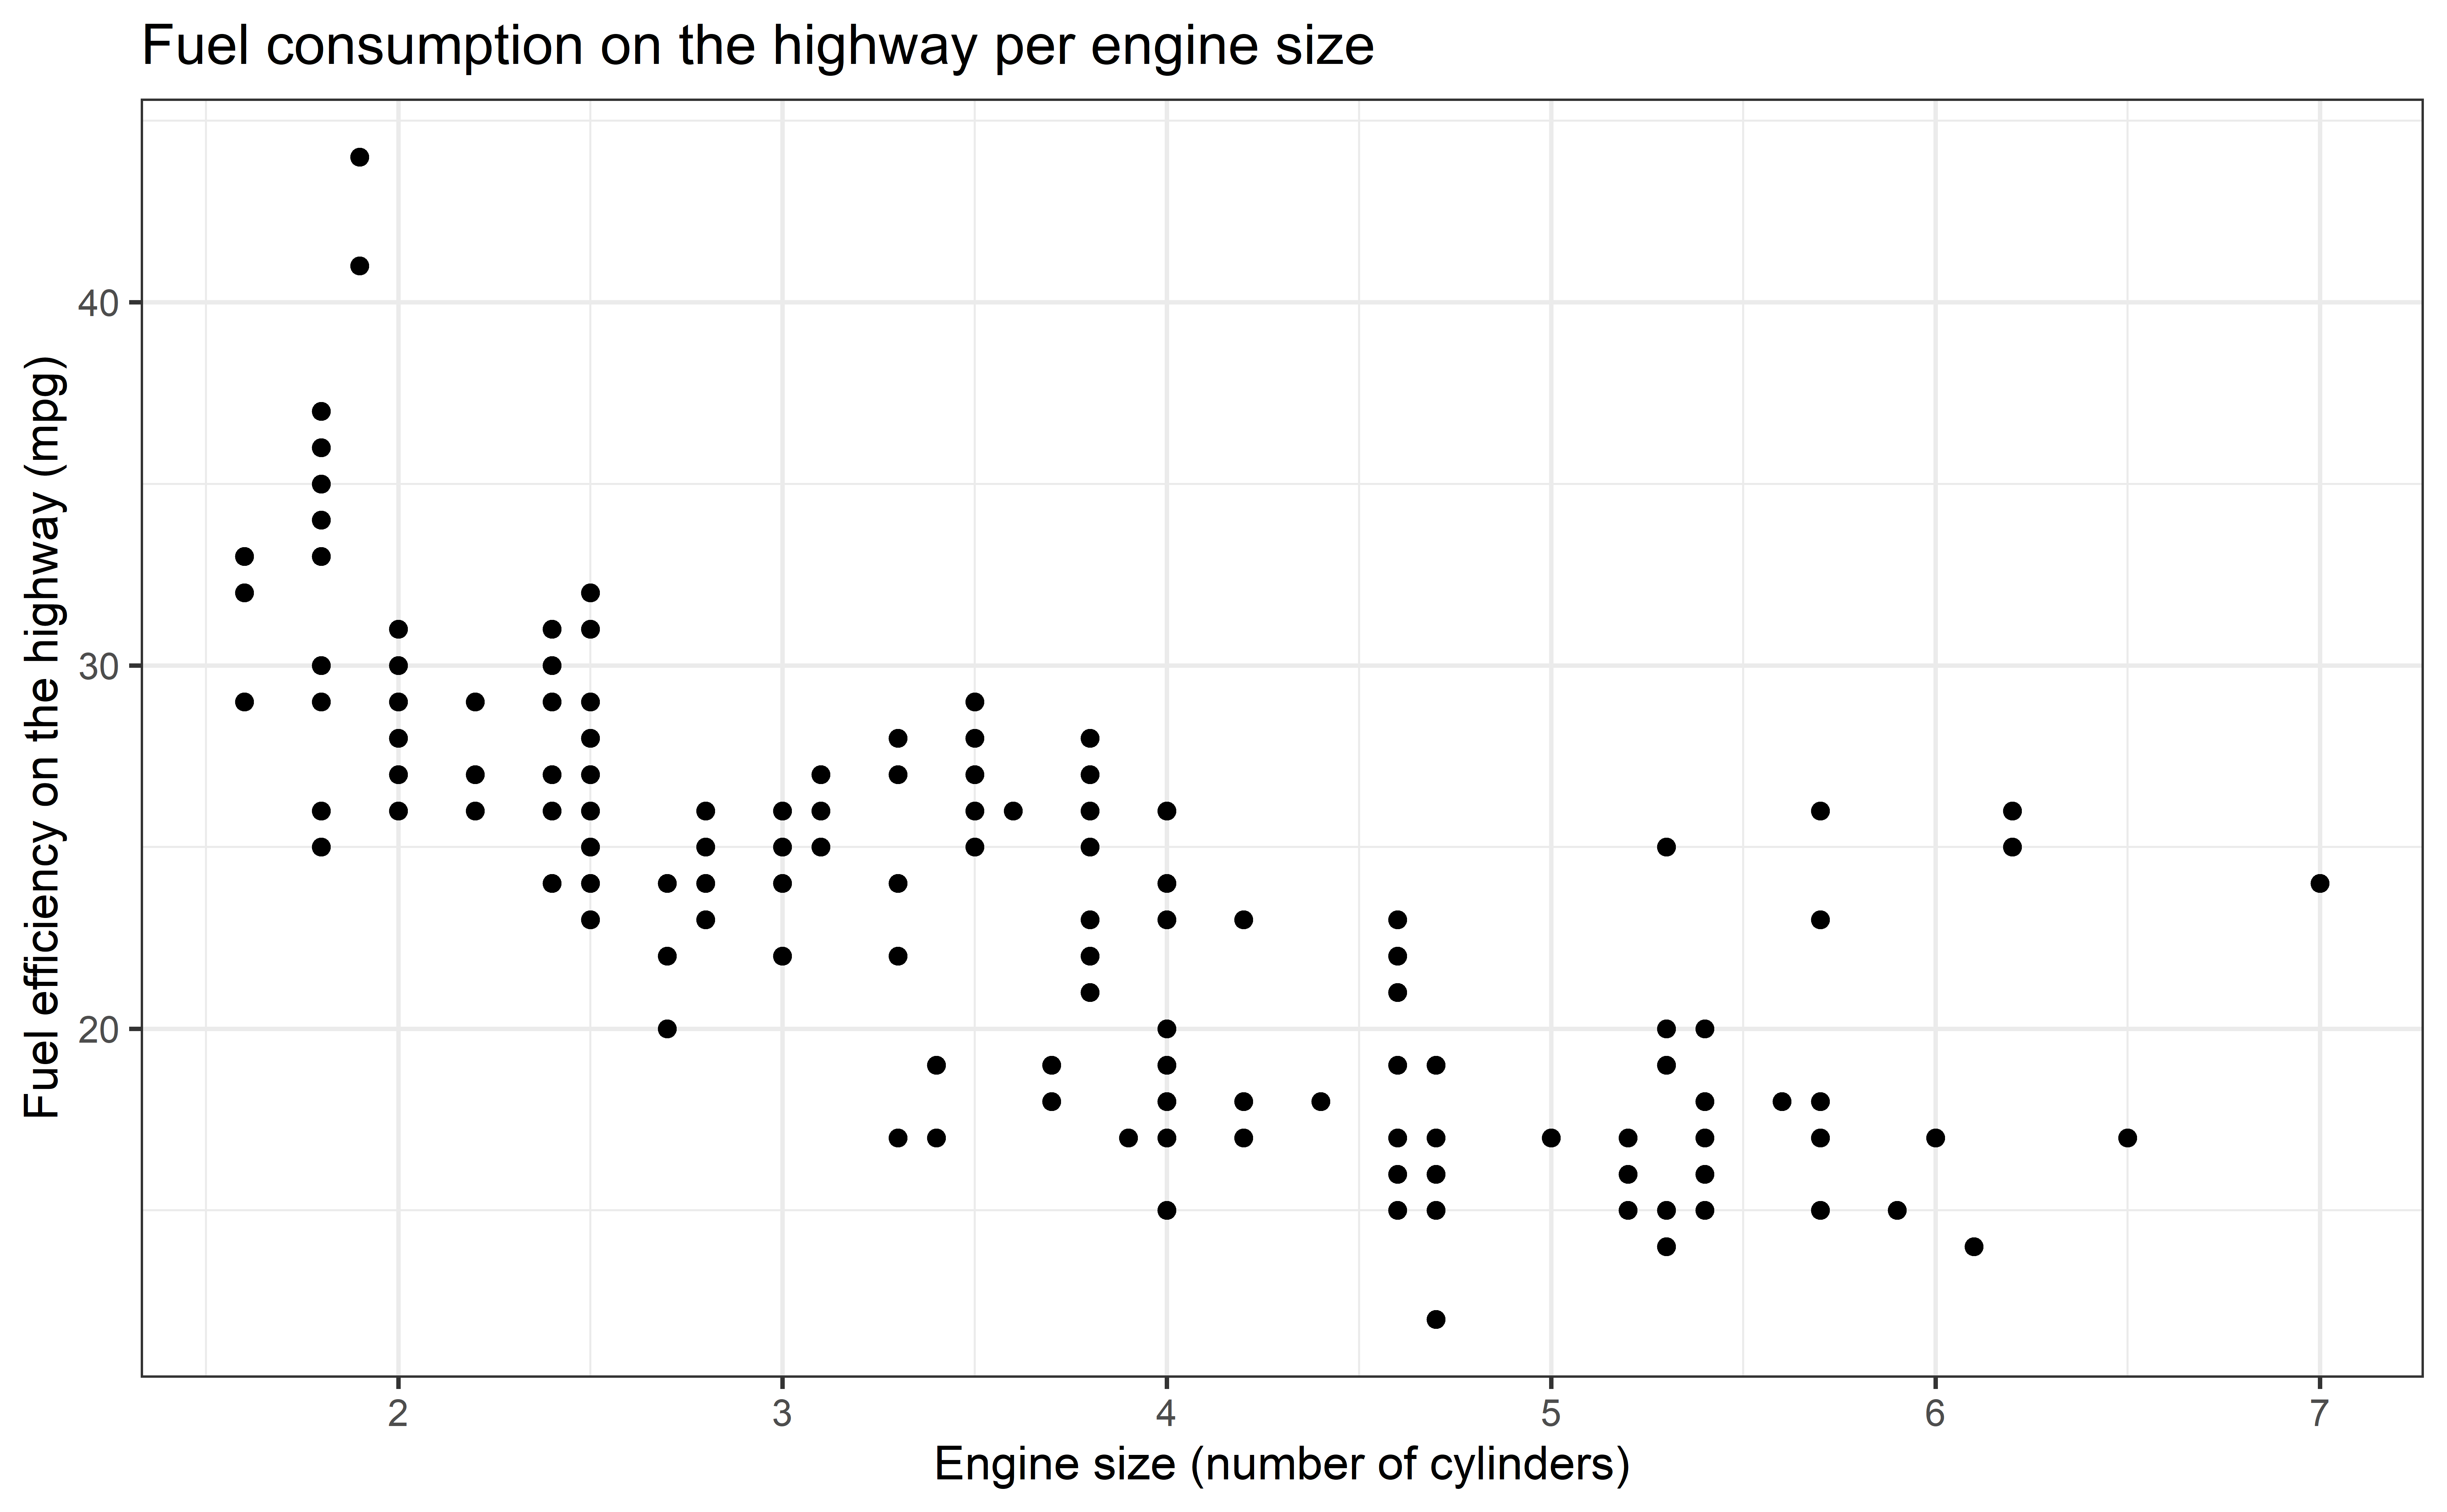 Fuel consumption on the highway per engine size
Fuel efficiency on the highway (mpg)
40
30
20
2 3 4 5 6 7
Engine size (number of cylinders)